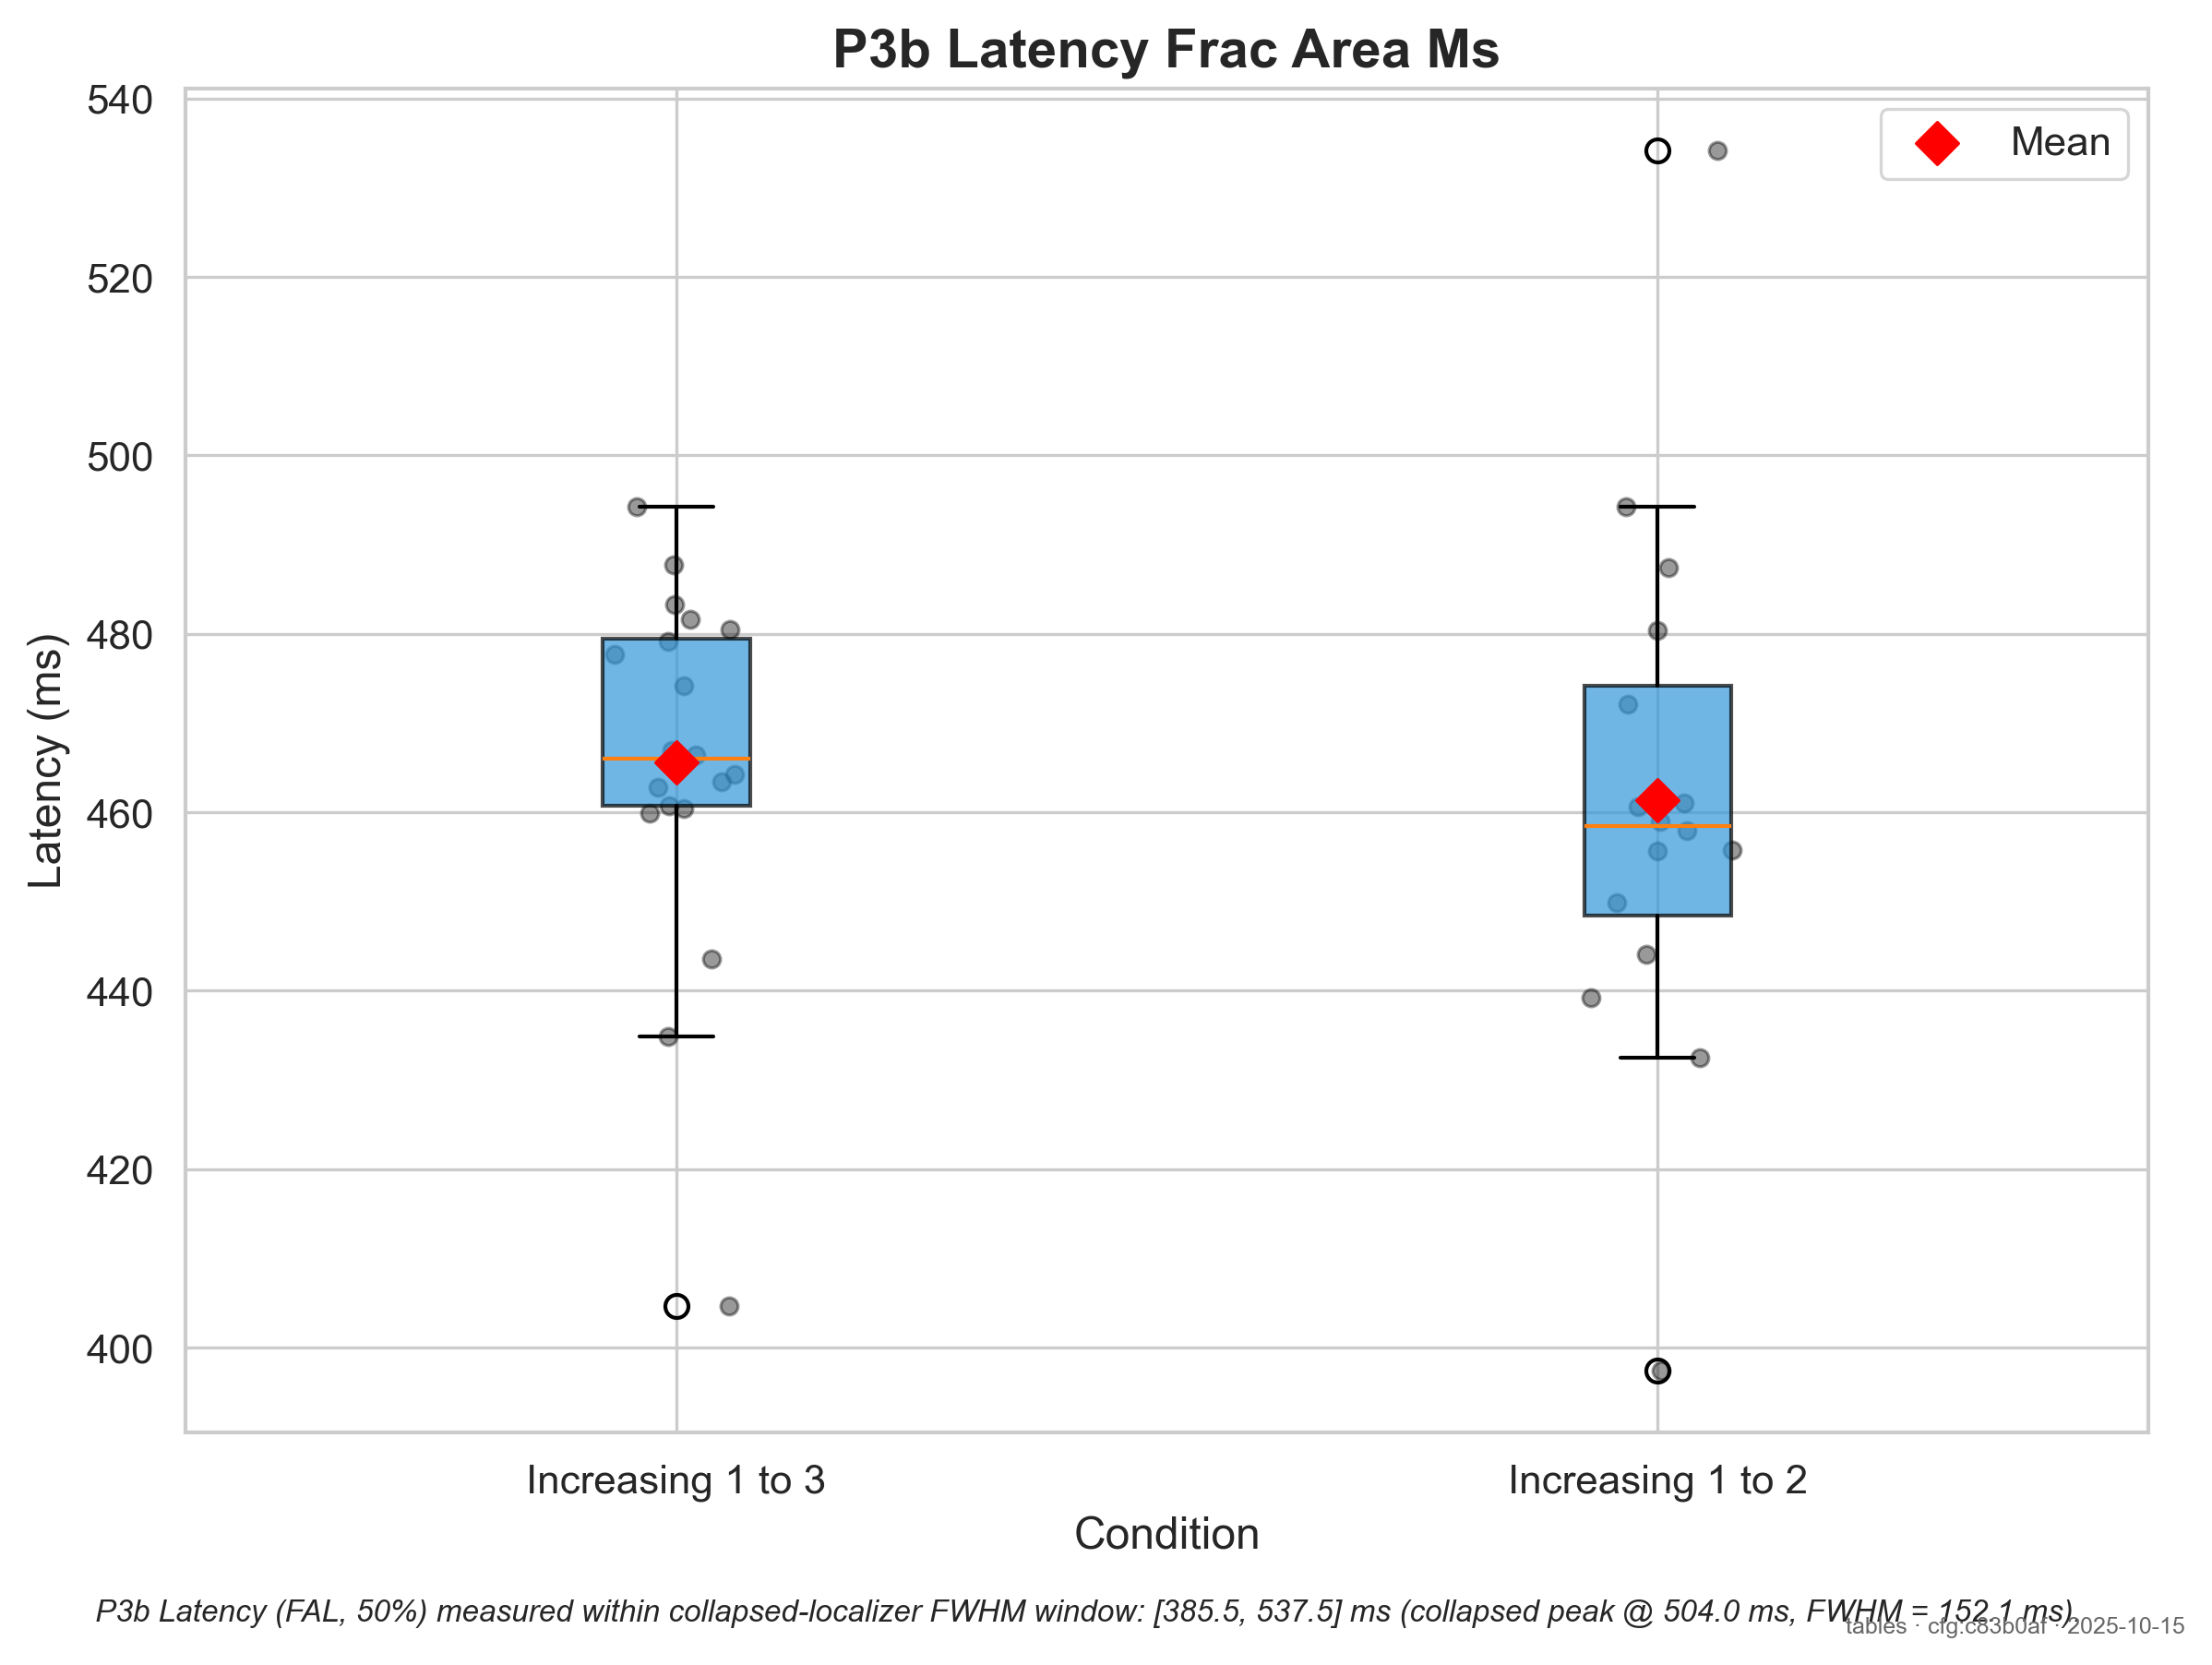 P3b Latency Frac Area Ms
540
520
500
480
460
440
420
400
Latency (ms)
Mean
Increasing 1 to 3
Increasing 1 to 2
Condition
P3b Latency (FAL, 50%) measured within collapsed-localizer FWHM window: [385.5, 537.5] ms (collapsed peak @ 504.0 ms, FWHM = 152.1 ms).
tables · cfg:c83b0af · 2025-10-15